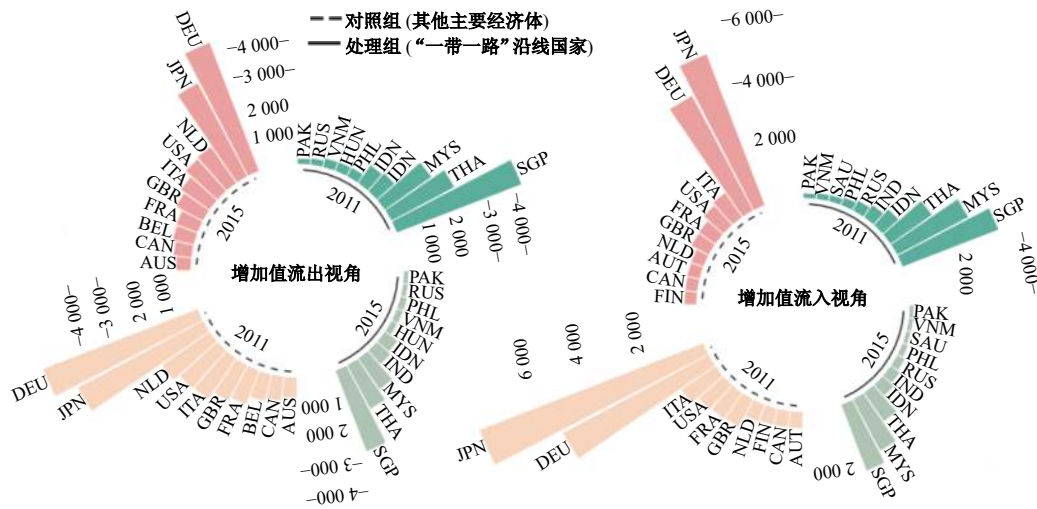 对照组 (其他主要经济体)
处理组 (“一带一路”沿线国家)
DEU
JPN
NLD
USA
ITA
GBR
FRA
BEL
CAN
AUS
2015
–4 000–
–3 000–
2 000
1 000
PAK
RUS
VNM
HUN
PHL
IDN
IDN
MYS
THA
SGP
2011
1 000
2 000
–3 000–
–4 000–
增加值流出视角
PAK
RUS
PHL
VNM
HUN
IDN
IND
MYS
THA
SGP
2015
1 000
2 000
–3 000–
–4 000–
DEU
JPN
NLD
USA
ITA
GBR
FRA
BEL
CAN
AUS
2011
–4 000–
–3 000–
2 000
1 000
JPN
DEU
ITA
USA
FRA
GBR
NLD
AUT
CAN
FIN
2015
–6 000–
–4 000–
2 000
PAK
VNM
SAU
PHL
RUS
IND
IDN
THA
MYS
SGP
2011
2 000
–4 000–
增加值流入视角
PAK
VNM
SAU
PHL
RUS
IND
IDN
THA
MYS
SGP
2015
2 000
JPN
DEU
ITA
USA
FRA
GBR
NLD
FIN
CAN
AUT
2011
6 000
4 000
2 000